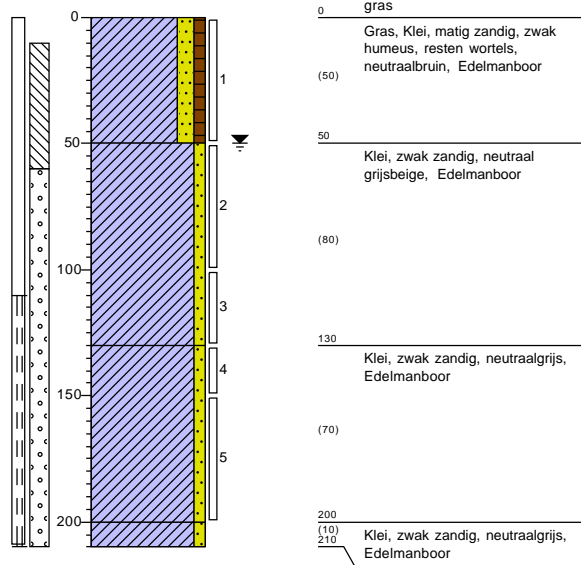 gras
0
0
Gras, Klei, matig zandig, zwak
humeus, resten wortels,
neutraalbruin, Edelmanboor
1
(50)
50
50
Klei, zwak zandig, neutraal
grijsbeige, Edelmanboor
2
(80)
100
3
130
Klei, zwak zandig, neutraalgrijs,
Edelmanboor
4
150
(70)
5
200
200
(10)
210
Klei, zwak zandig, neutraalgrijs,
Edelmanboor